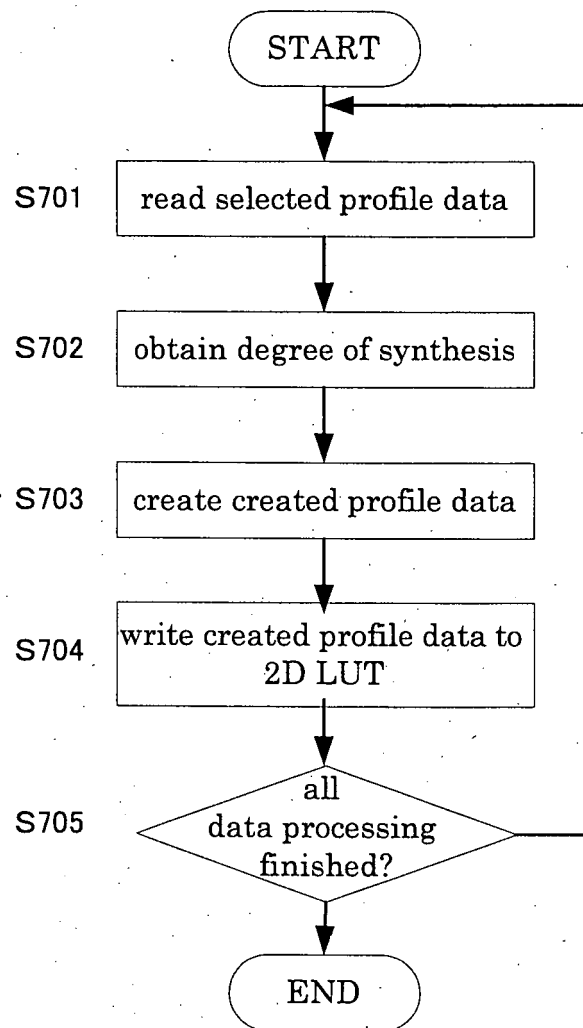 START
S701
read selected profile data
S702
obtain degree of synthesis
S703
create created profile data
S704
write created profile data to
2D LUT
S705
all
data processing
finished?
END